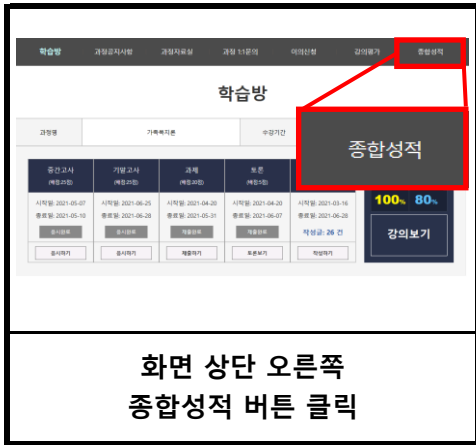 학습방 과정공지사항 과정자료실 과정 1:1문의 이의신청 강의평가 종합성적
학습방
종합성적
과정명 가족복지론 수강기간
중간고사 기말고사 과제 토론
(배점25점) (배점25점) (배점20점) (배점5점)
시작일: 2021-05-07 시작일: 2021-06-25 시작일: 2021-04-20 시작일: 2021-04-20 시작일: 2021-03-16
종료일: 2021-05-10 종료일: 2021-06-28 종료일: 2021-05-31 종료일: 2021-06-07 종료일: 2021-06-28
100% 80%
응시완료 응시완료 제출완료 제출완료 작성글: 26 건
강의보기
응시하기 응시하기 제출하기 토론보기 작성하기
화면 상단 오른쪽
종합성적 버튼 클릭